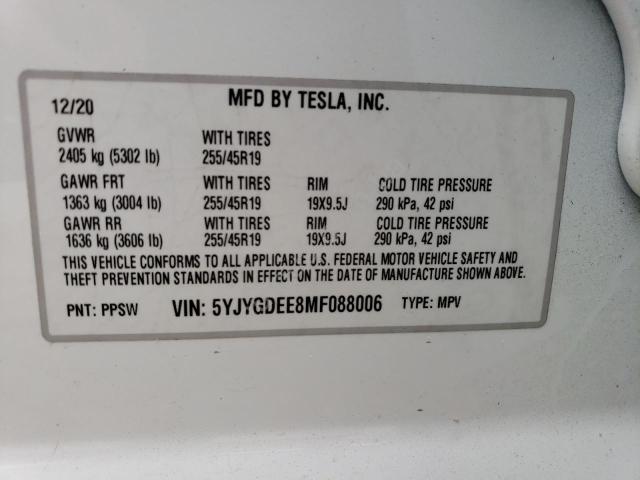 12/20 MFD BY TESLA, INC.
GVWR WITH TIRES
2405 kg (5302 lb) 255/45R19
GAWR FRT WITH TIRES RIM COLD TIRE PRESSURE
1363 kg (3004 lb) 255/45R19 19X9.5J 290 kPa, 42 psi
GAWR RR WITH TIRES RIM COLD TIRE PRESSURE
1636 kg (3606 lb) 255/45R19 19X9.5J 290 kPa, 42 psi
THIS VEHICLE CONFORMS TO ALL APPLICABLE U.S. FEDERAL MOTOR VEHICLE SAFETY AND
THEFT PREVENTION STANDARDS IN EFFECT ON THE DATE OF MANUFACTURE SHOWN ABOVE.
PNT: PPSW VIN: 5YJYGDEE8MF088006 TYPE: MPV